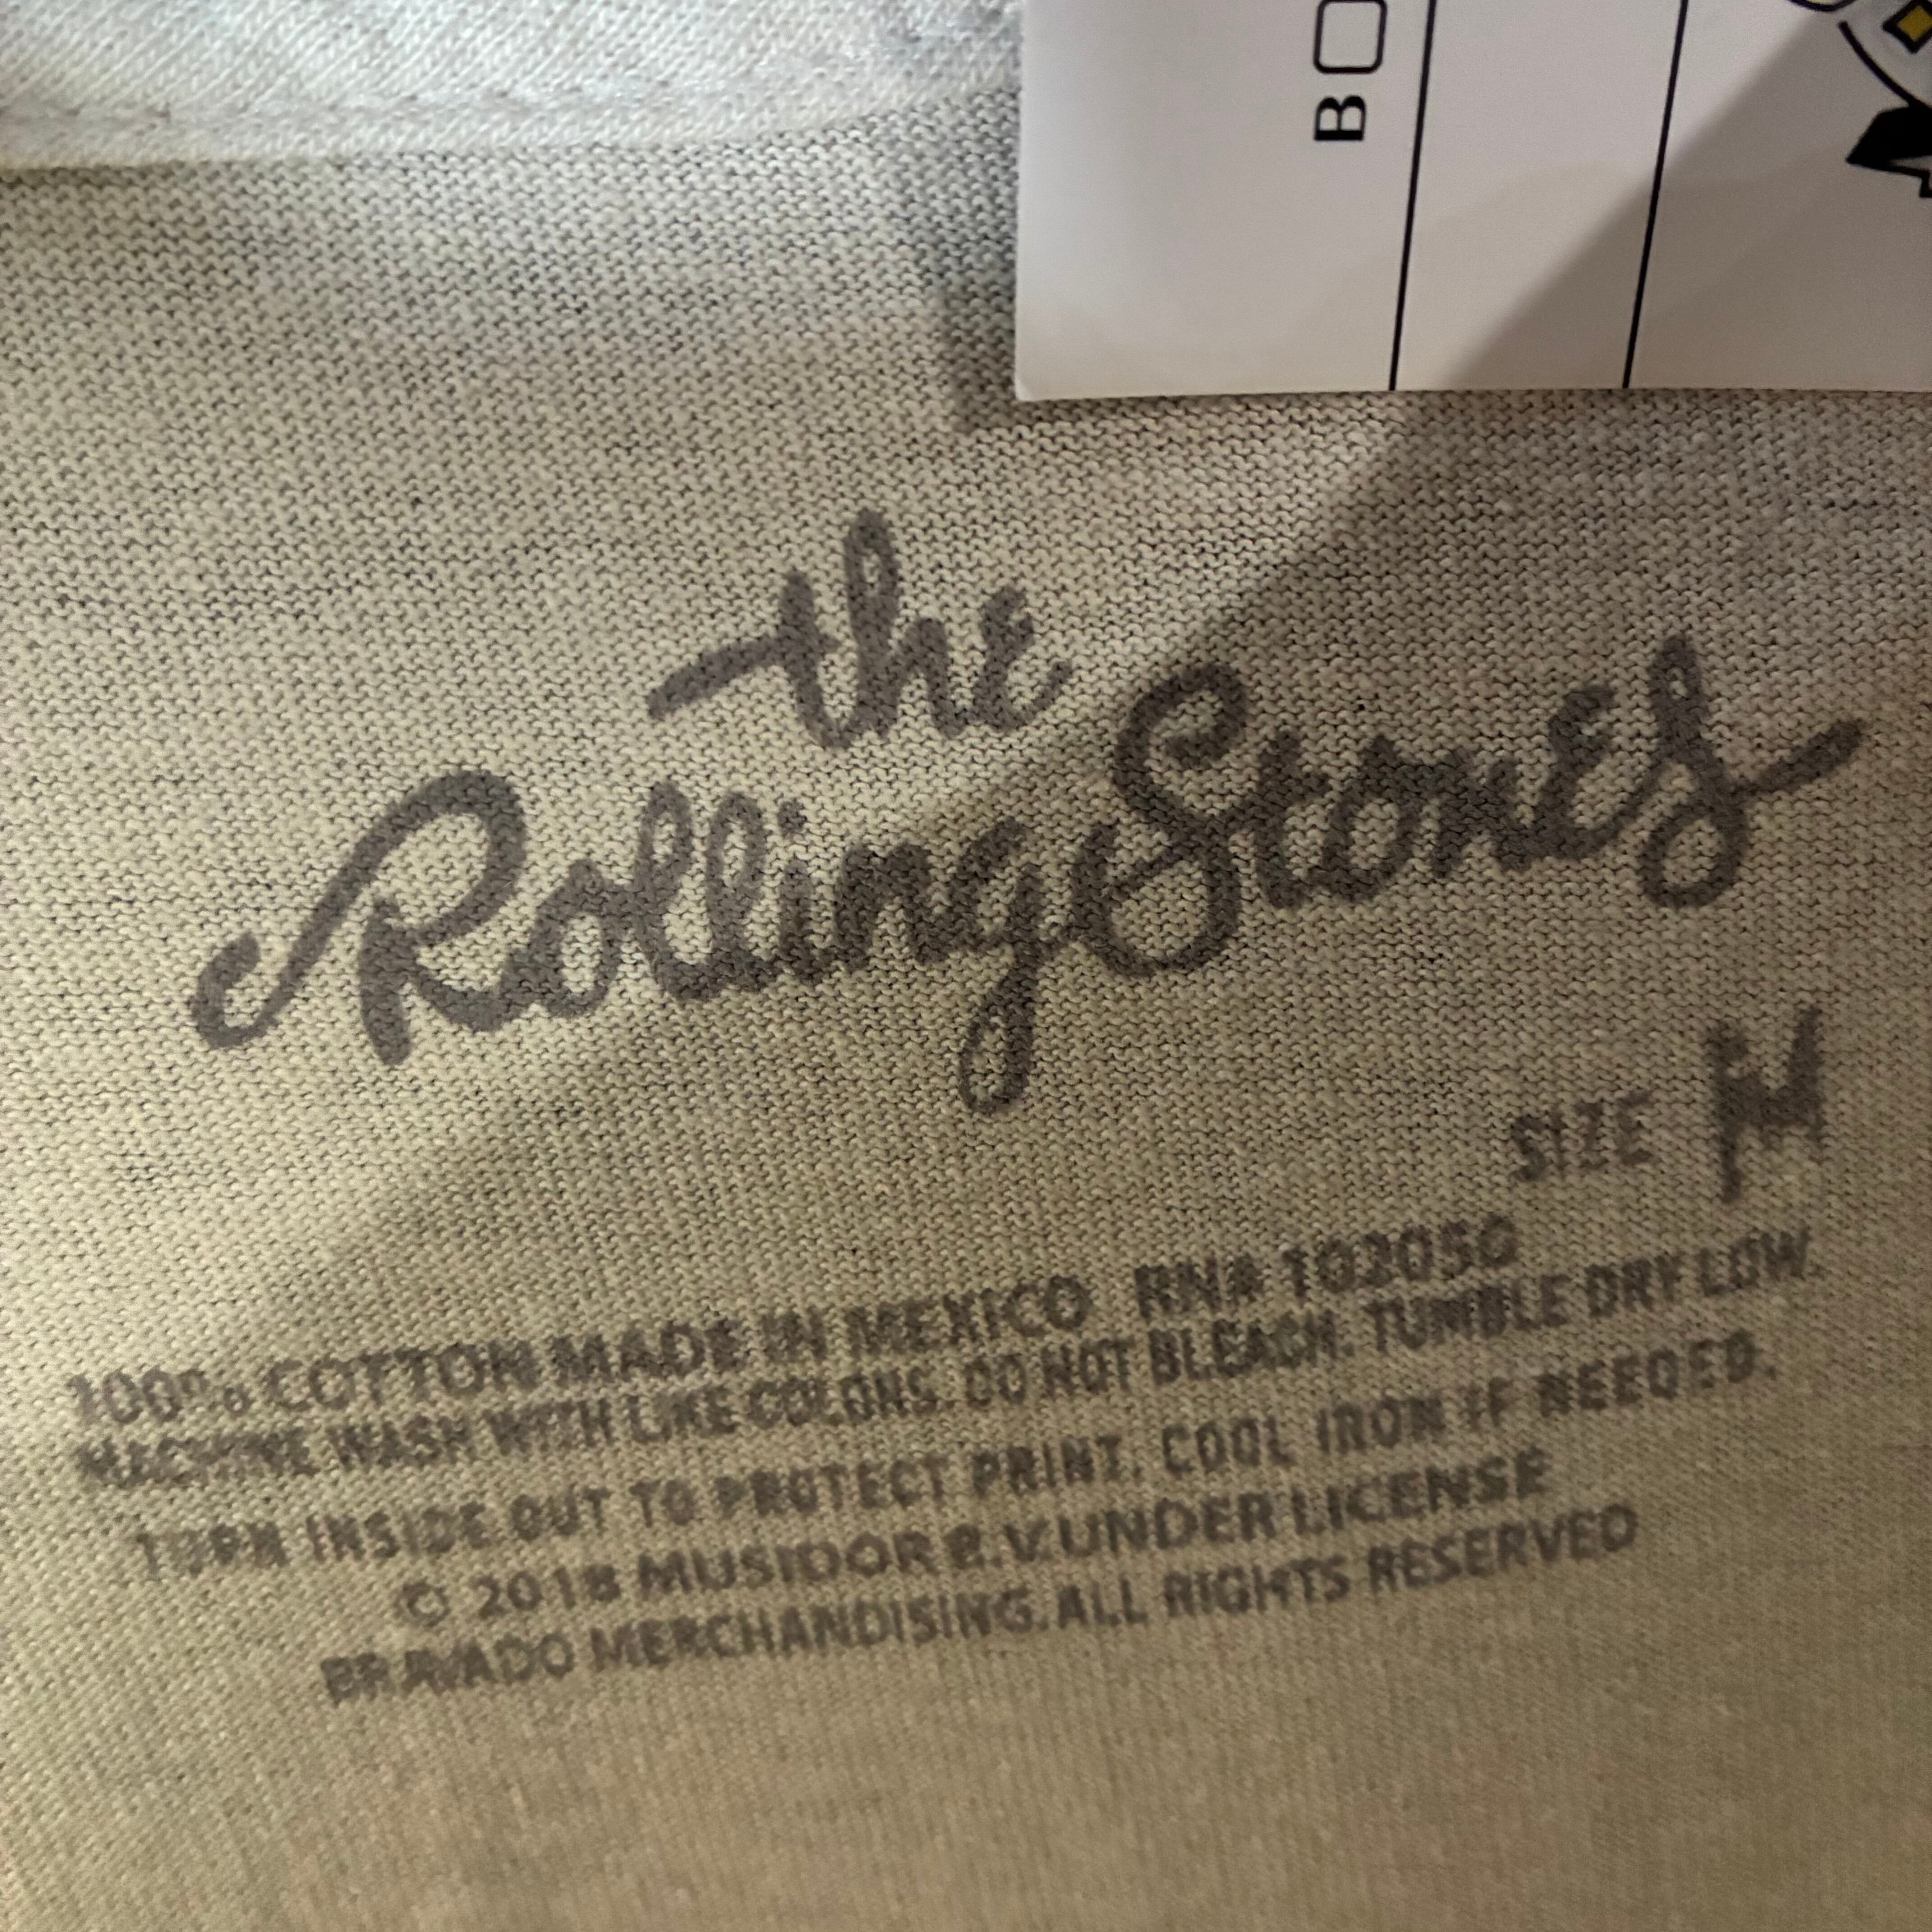 B
the
Rolling Stones
SIZE M
100% COTTON MADE IN MEXICO RN# 103050
MACHINE WASH WITH LIKE COLORS. DO NOT BLEACH. TUMBLE DRY LOW.
TURN INSIDE OUT TO PROTECT PRINT. COOL IRON IF NEEDED.
© 2018 MUSIDOR B.V. UNDER LICENSE
BRAVADO MERCHANDISING. ALL RIGHTS RESERVED